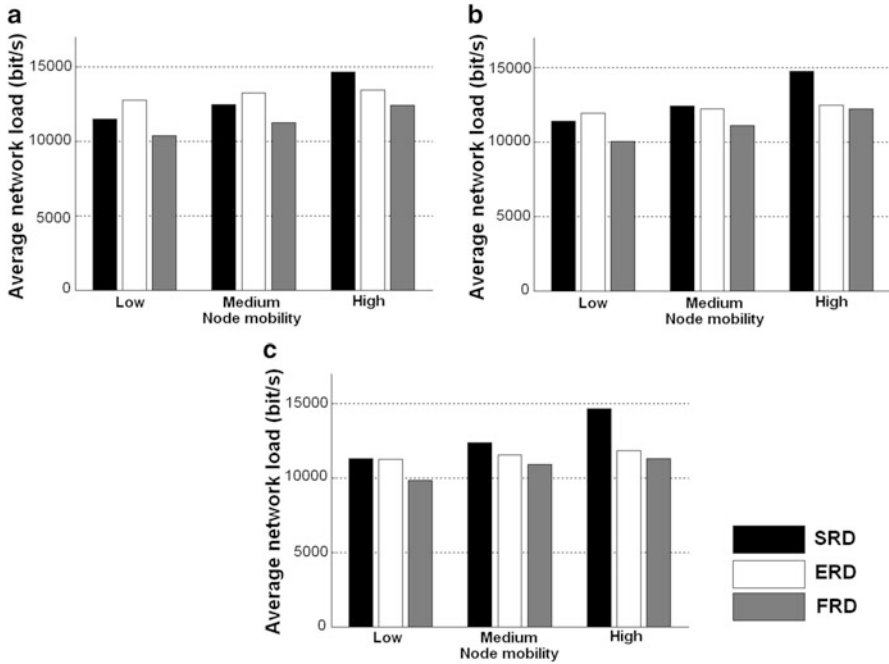 a
Average network load (bit/s)
15000
10000
5000
0
Low
Medium
High
Node mobility
b
Average network load (bit/s)
15000
10000
5000
0
Low
Medium
High
Node mobility
c
Average network load (bit/s)
15000
10000
5000
0
Low
Medium
High
Node mobility
SRD
ERD
FRD